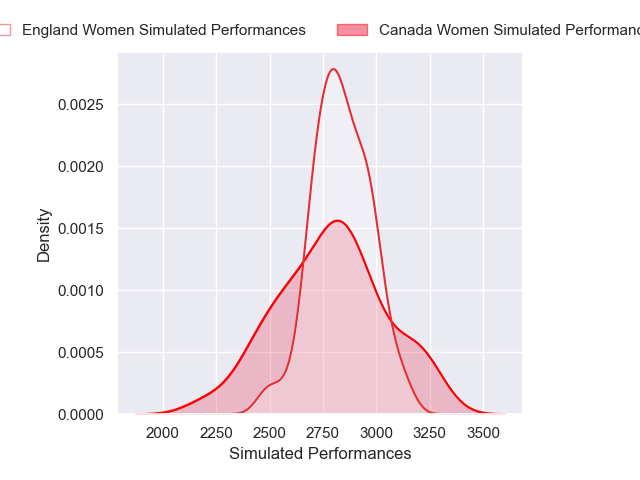 England Women Simulated Performances
Canada Women Simulated
0.0025
0.0020
0.0015
0.0010
0.0005
0.0000
Density
2000 2250 2500 2750 3000 3250 3500
Simulated Performances